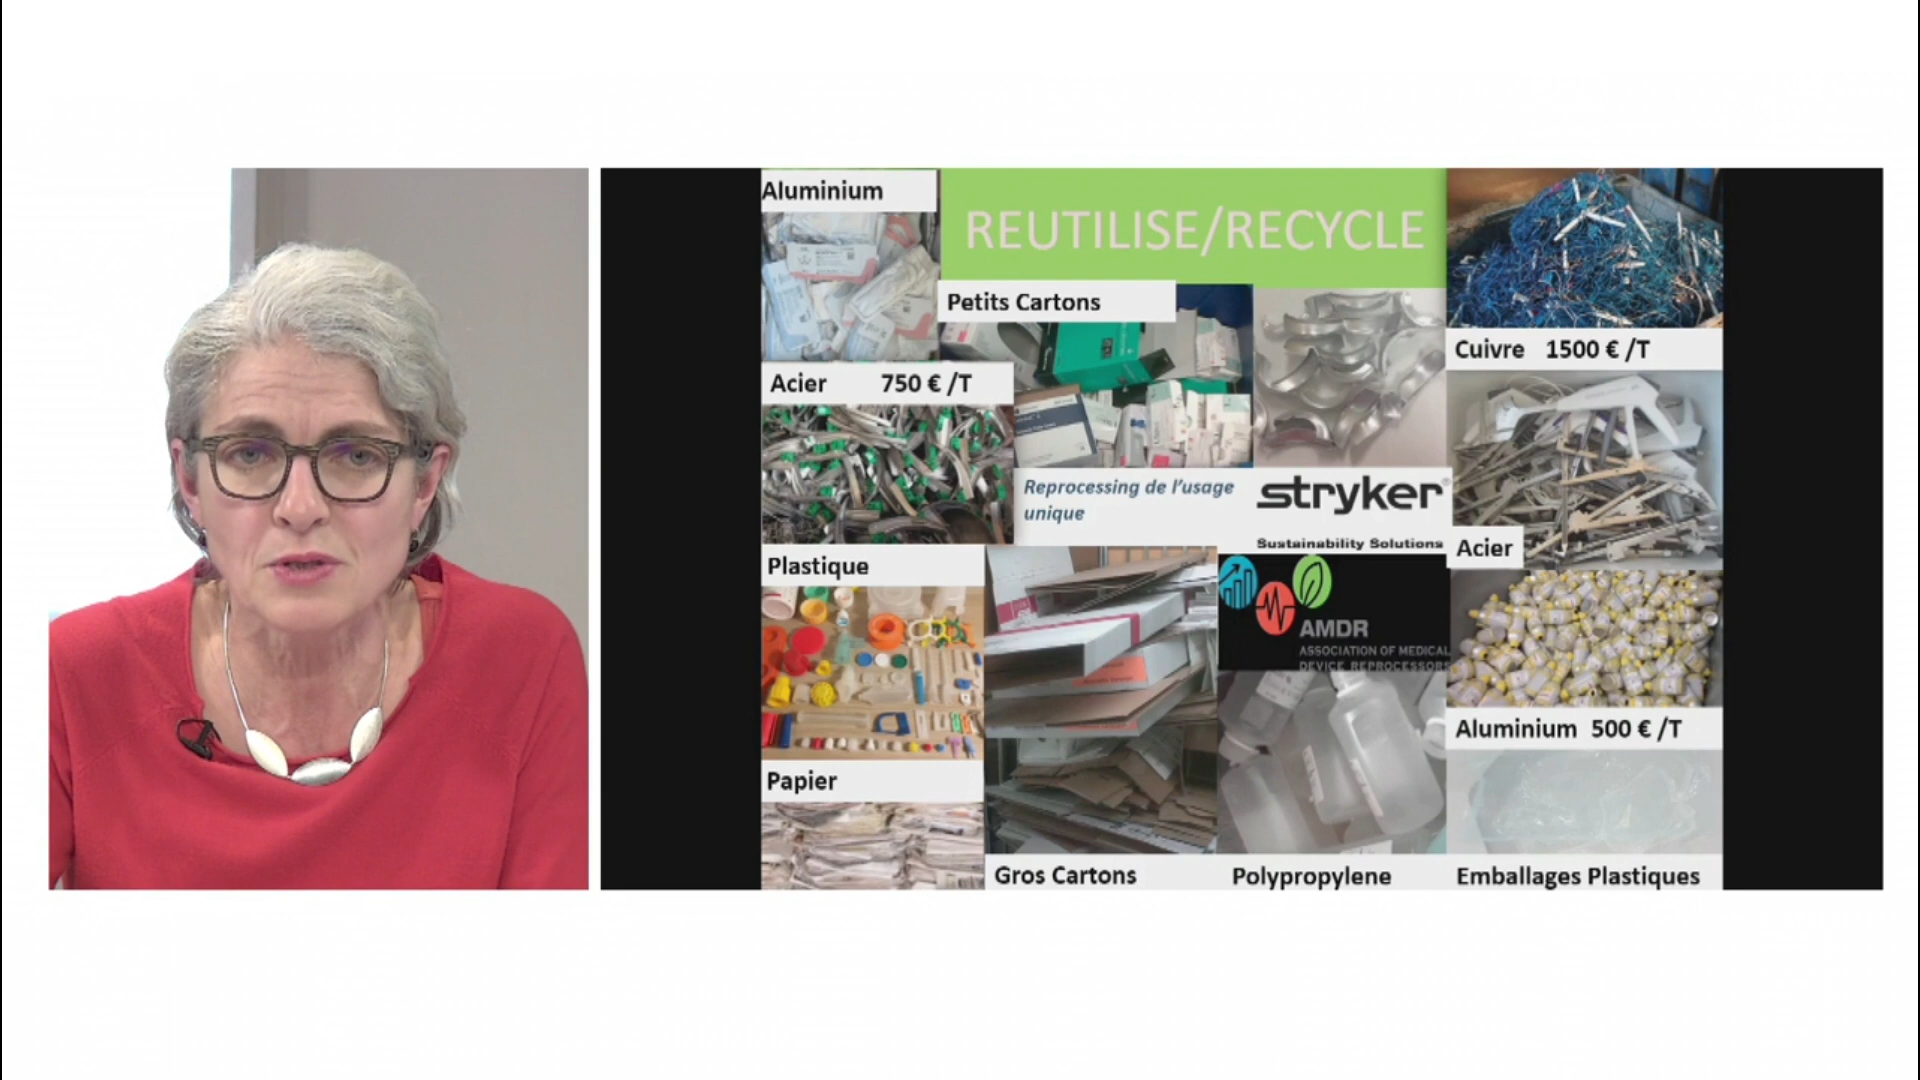 Aluminium
REUTILISE/RECYCLE
Petits Cartons
Cuivre 1500 € /T
Acier 750 € /T
Reprocessing de l'usage
unique
stryker®
Sustainability Solutions
Acier
Plastique
AMDR
ASSOCIATION OF MEDICAL
DEVICE REPROCESSORS
Aluminium 500 € /T
Papier
Gros Cartons
Polypropylene
Emballages Plastiques